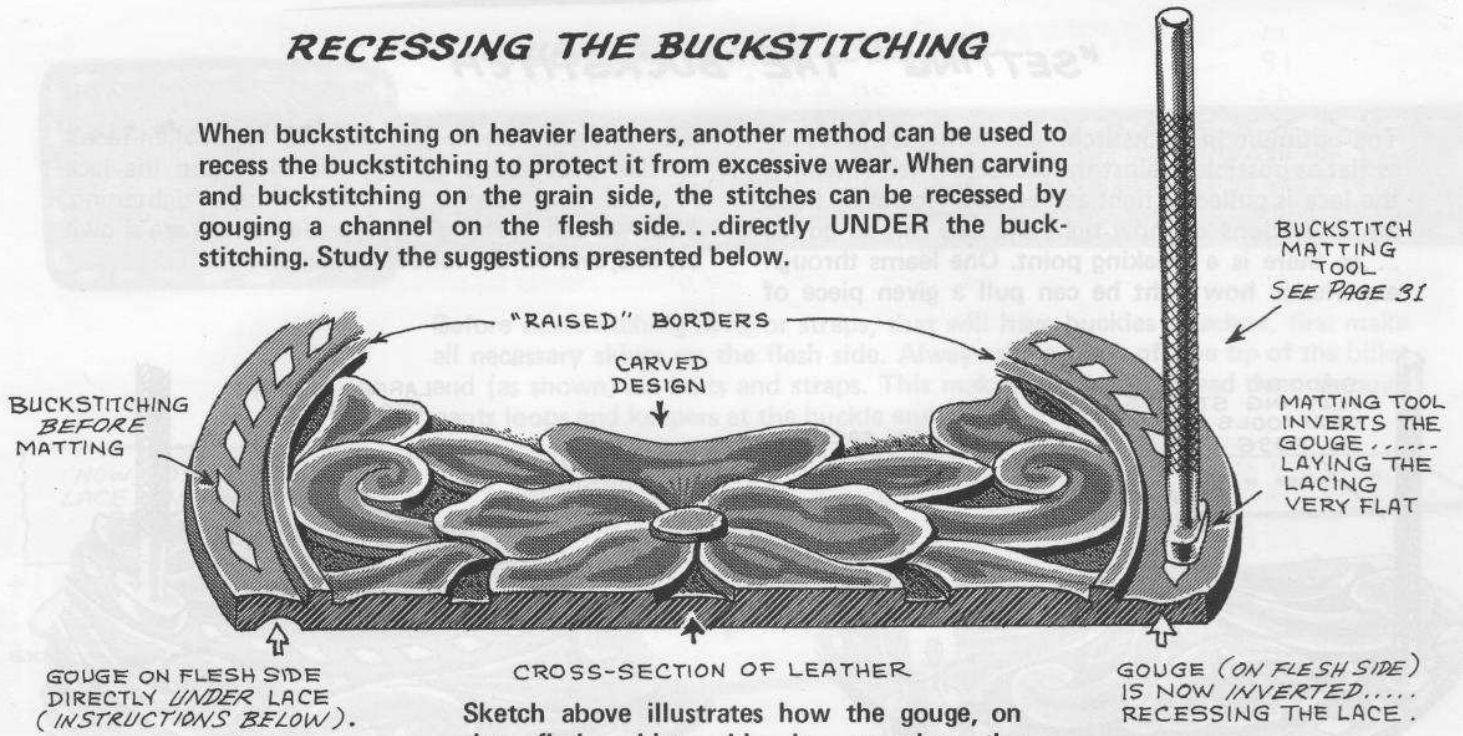 RECESSING THE BUCKSTITCHING
When buckstitching on heavier leathers, another method can be used to
recess the buckstitching to protect it from excessive wear. When carving
and buckstitching on the grain side, the stitches can be recessed by
gouging a channel on the flesh side. . .directly UNDER the buck-
stitching. Study the suggestions presented below.
BUCKSTITCH
MATTING
TOOL
SEE PAGE 31
"RAISED" BORDERS
CARVED
DESIGN
BUCKSTITCHING
BEFORE
MATTING
MATTING TOOL
INVERTS THE
GOUGE.......
LAYING THE
LACING
VERY FLAT
GOUGE ON FLESH SIDE
DIRECTLY UNDER LACE
(INSTRUCTIONS BELOW).
CROSS-SECTION OF LEATHER
GOUGE (ON FLESH SIDE)
IS NOW INVERTED.....
RECESSING THE LACE.
Sketch above illustrates how the gouge, on